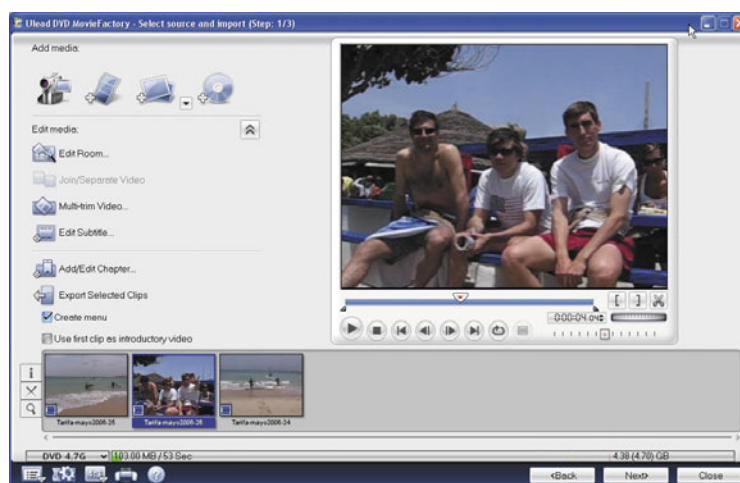 Ulead DVD MovieFactory - Select source and import (Step: 1/3)
Add media:
Edit media:
Edit Room...
Join/Separate Video
Multi-trim Video...
Edit Subtitle...
Add/Edit Chapter...
Export Selected Clips
Create menu
Use first clip as introductory video
0:00:04.04
Tarifa-mayo2006-25
Tarifa-mayo2006-26
Tarifa-mayo2006-24
DVD 4.7G 103.00 MB/53 Sec 4.38 (4.70) GB
<Back Next> Close